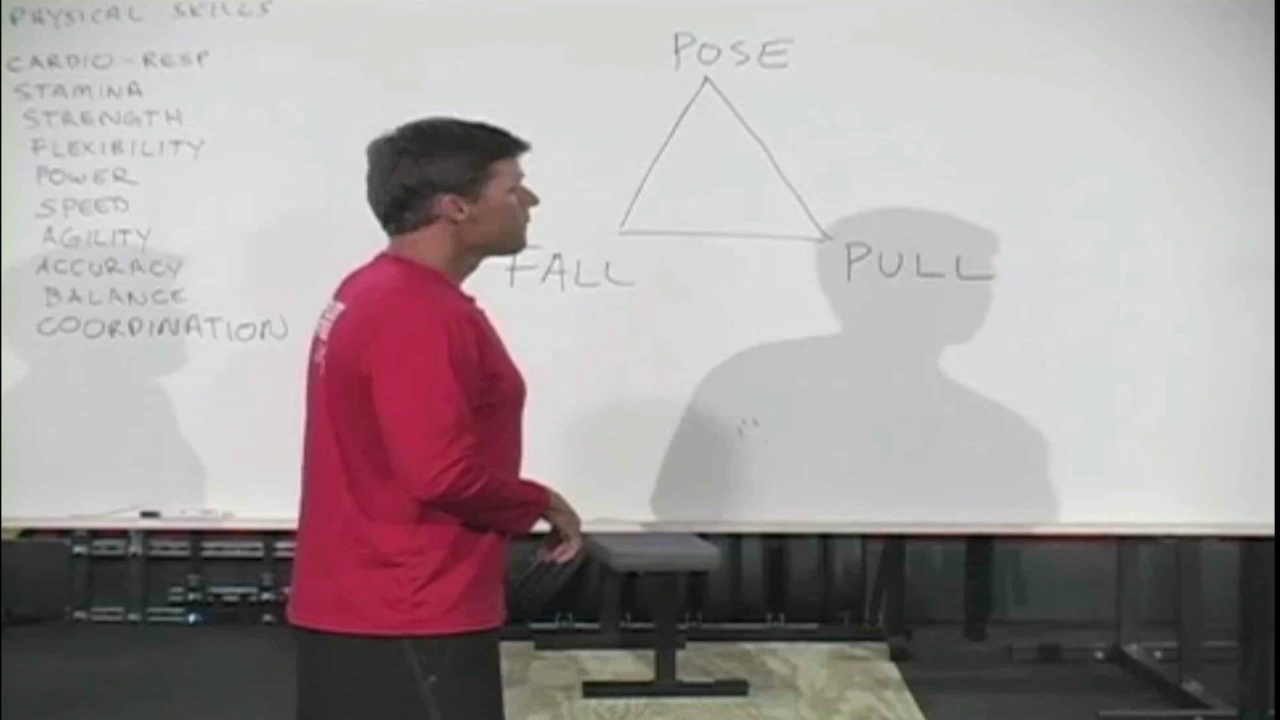 PHYSICAL SKILLS
CARDIO-RESP
STAMINA
STRENGTH
FLEXIBILITY
POWER
SPEED
AGILITY
ACCURACY
BALANCE
COORDINATION
POSE
FALL
PULL